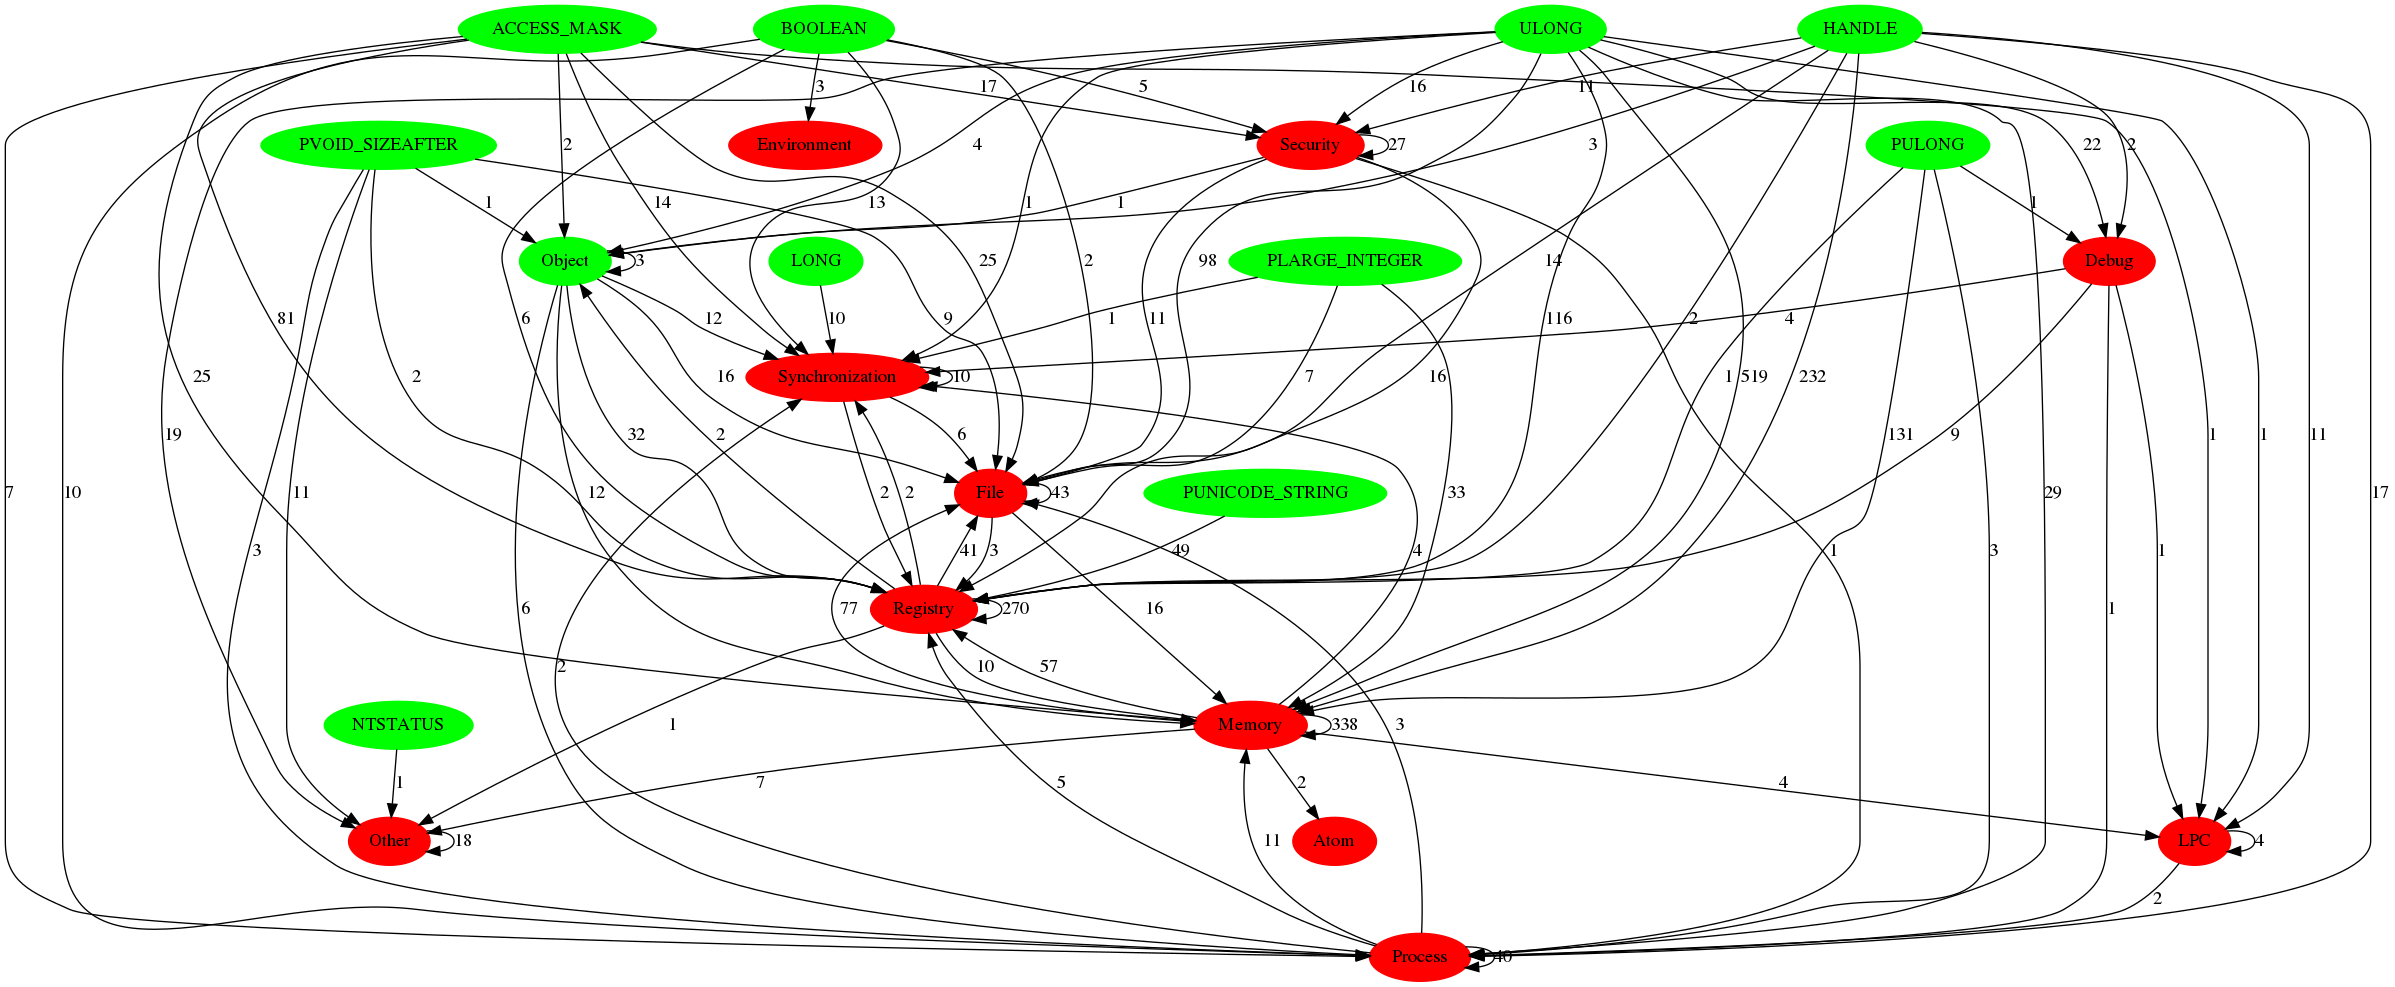 ACCESS_MASK BOOLEAN ULONG HANDLE
3 17 5 16 11
PVOID_SIZEAFTER Environment Security 27 PULONG
2 4 3 22 2
1 14 13 1 1 1
Object 3 LONG 25 2 98 14 PLARGE_INTEGER Debug
81 6 12 10 9 1 11 116 2 4
25 2 16 Synchronization 10 7 16 1 519 232
19 11 3 32 2 6 131 9 1 1 11
7 10 2 2 File 43 PUNICODE_STRING 33 29 17
12 41 3 49 4 1 3 1
6 77 Registry 270 16 1
2 10 57
NTSTATUS 1 Memory 338 3
1 7 5 2 4
Other 18 11 Atom LPC 4
2
Process 40